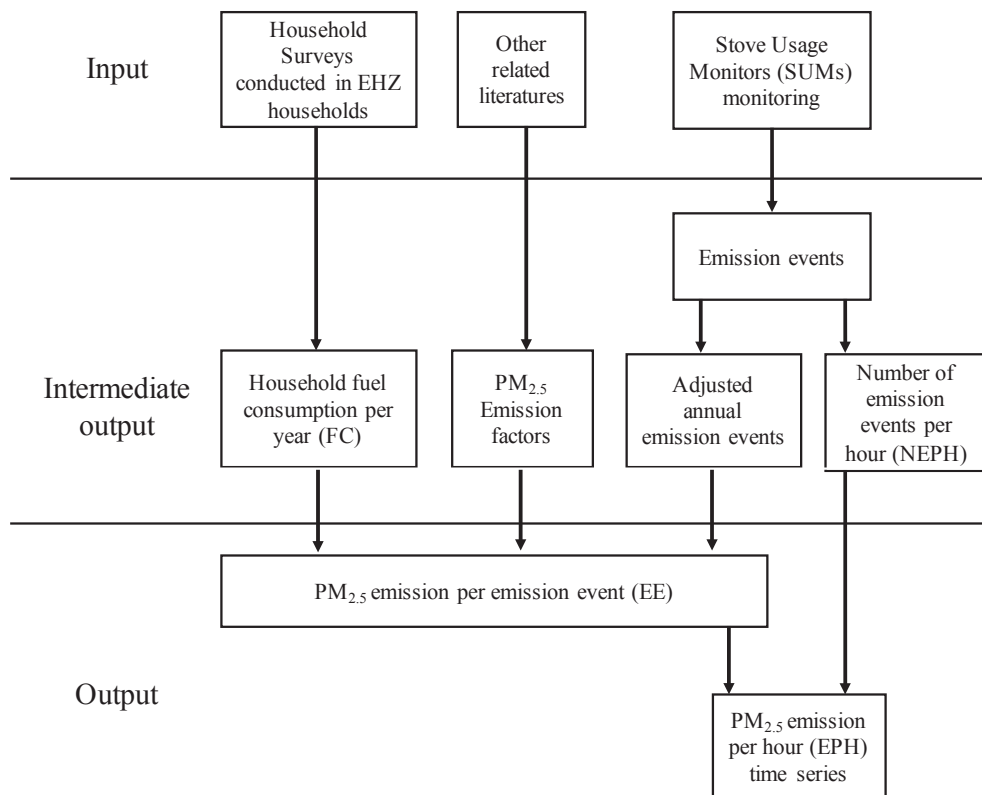 Input
Household
Surveys
conducted in EHZ
households
Other
related
literatures
Stove Usage
Monitors (SUMs)
monitoring
Emission events
Intermediate
output
Household fuel
consumption per
year (FC)
PM2.5
Emission
factors
Adjusted
annual
emission events
Number of
emission
events per
hour (NEPH)
PM2.5 emission per emission event (EE)
Output
PM2.5 emission
per hour (EPH)
time series